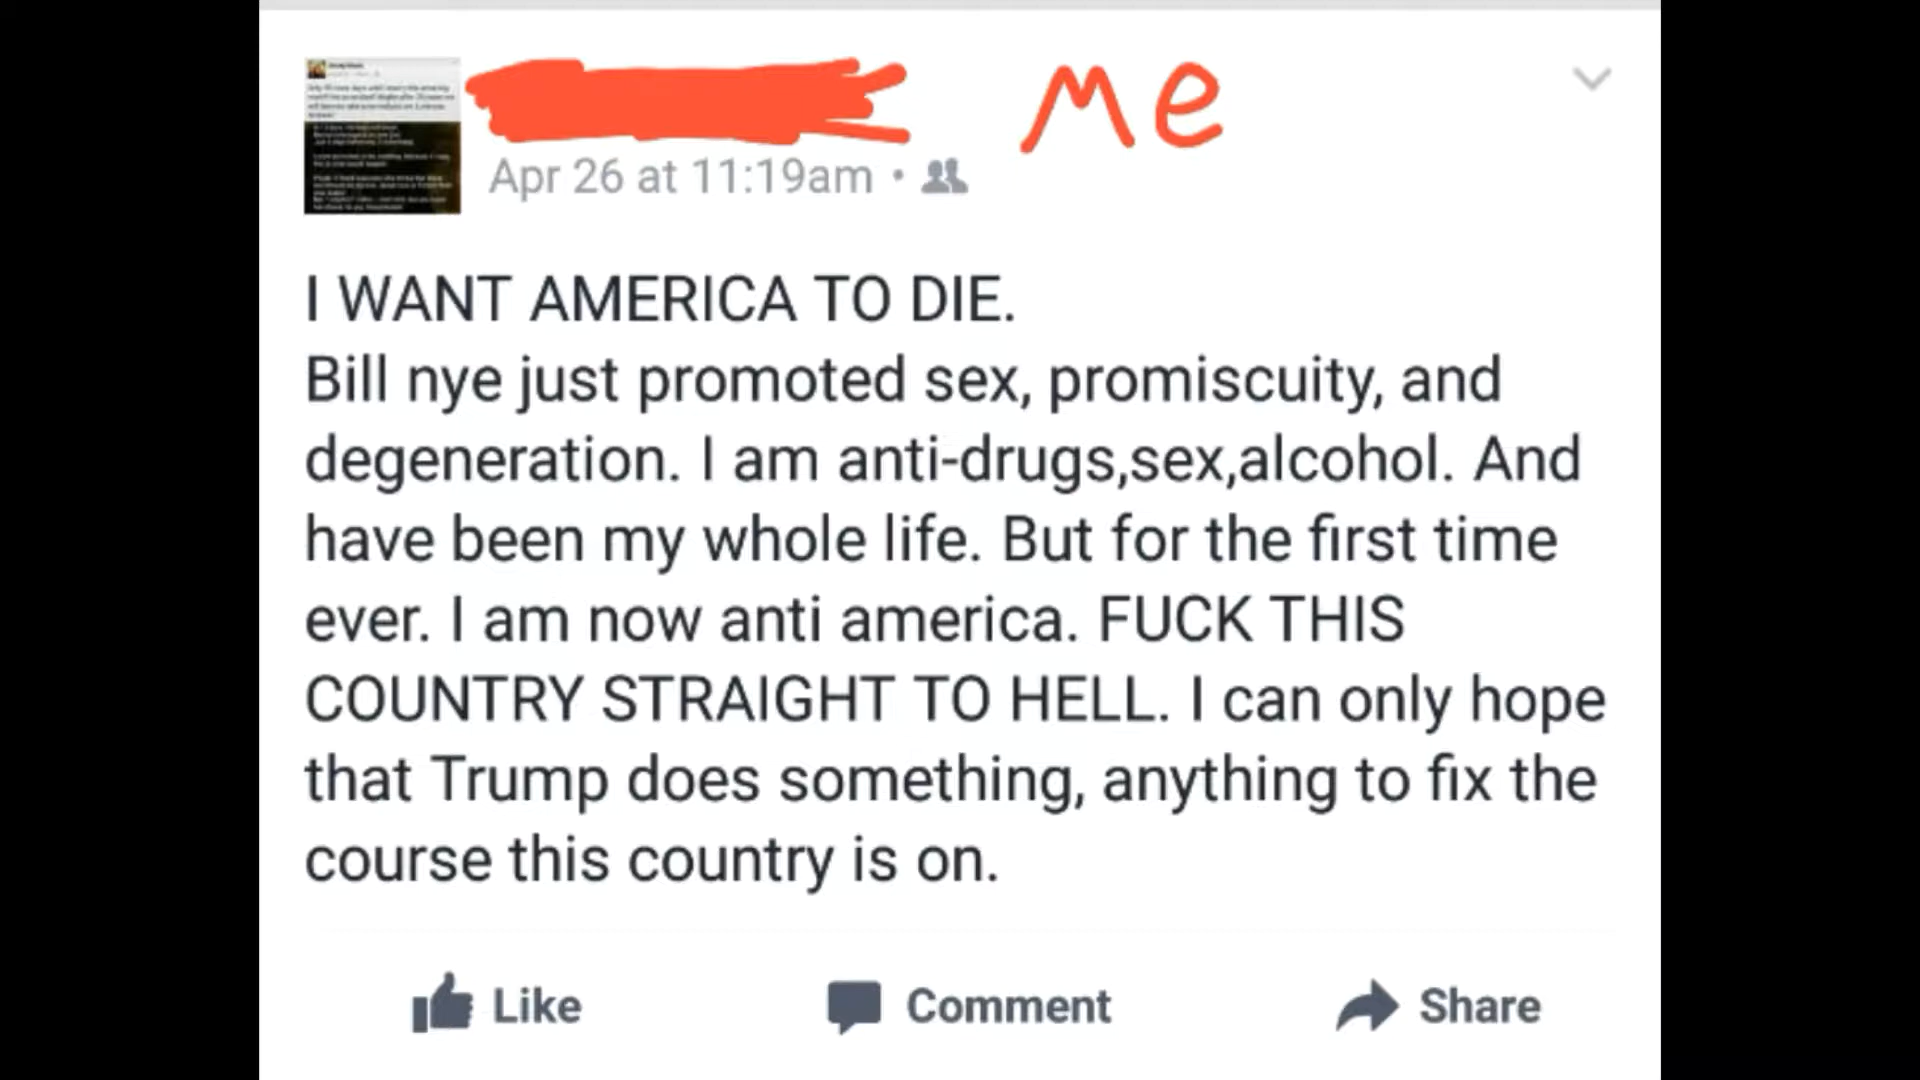 Me
Apr 26 at 11:19am •
I WANT AMERICA TO DIE.
Bill nye just promoted sex, promiscuity, and
degeneration. I am anti-drugs,sex,alcohol. And
have been my whole life. But for the first time
ever. I am now anti america. FUCK THIS
COUNTRY STRAIGHT TO HELL. I can only hope
that Trump does something, anything to fix the
course this country is on.
Like Comment Share